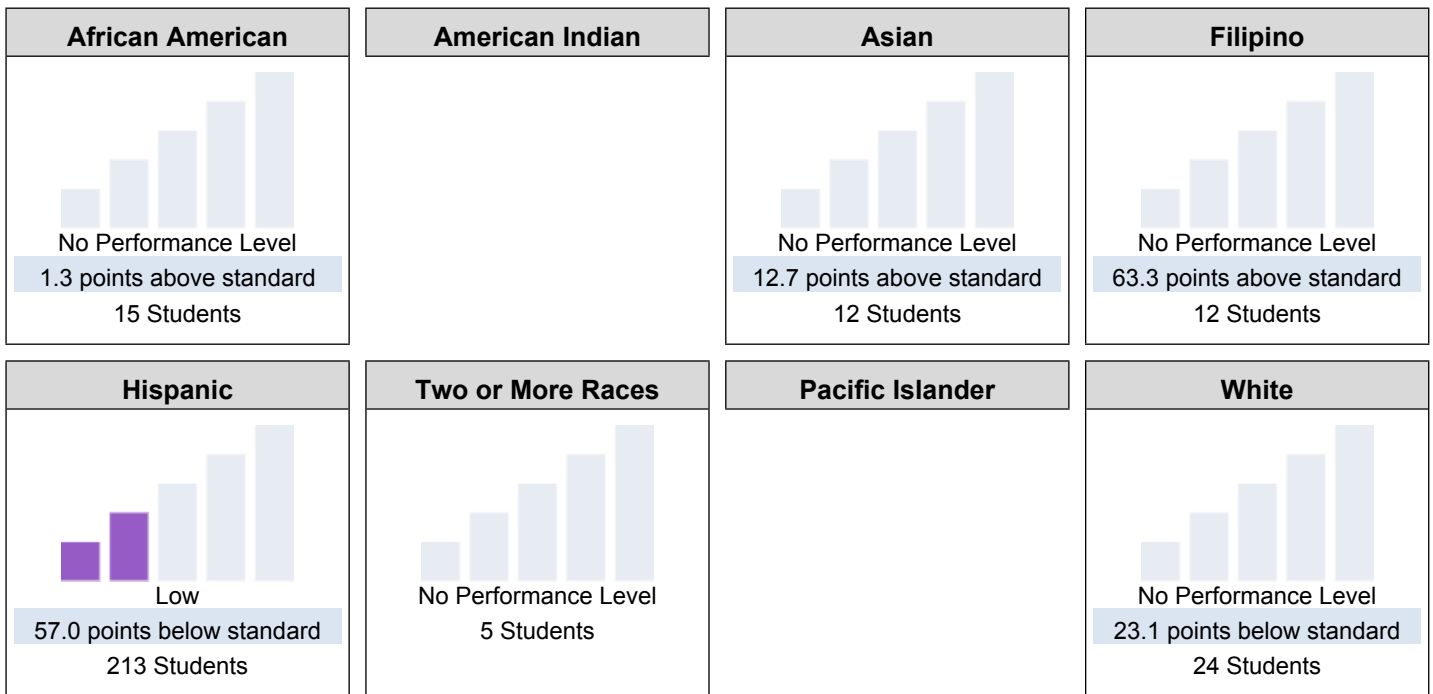 African American
No Performance Level
1.3 points above standard
15 Students
American Indian
Asian
No Performance Level
12.7 points above standard
12 Students
Filipino
No Performance Level
63.3 points above standard
12 Students
Hispanic
Low
57.0 points below standard
213 Students
Two or More Races
No Performance Level
5 Students
Pacific Islander
White
No Performance Level
23.1 points below standard
24 Students